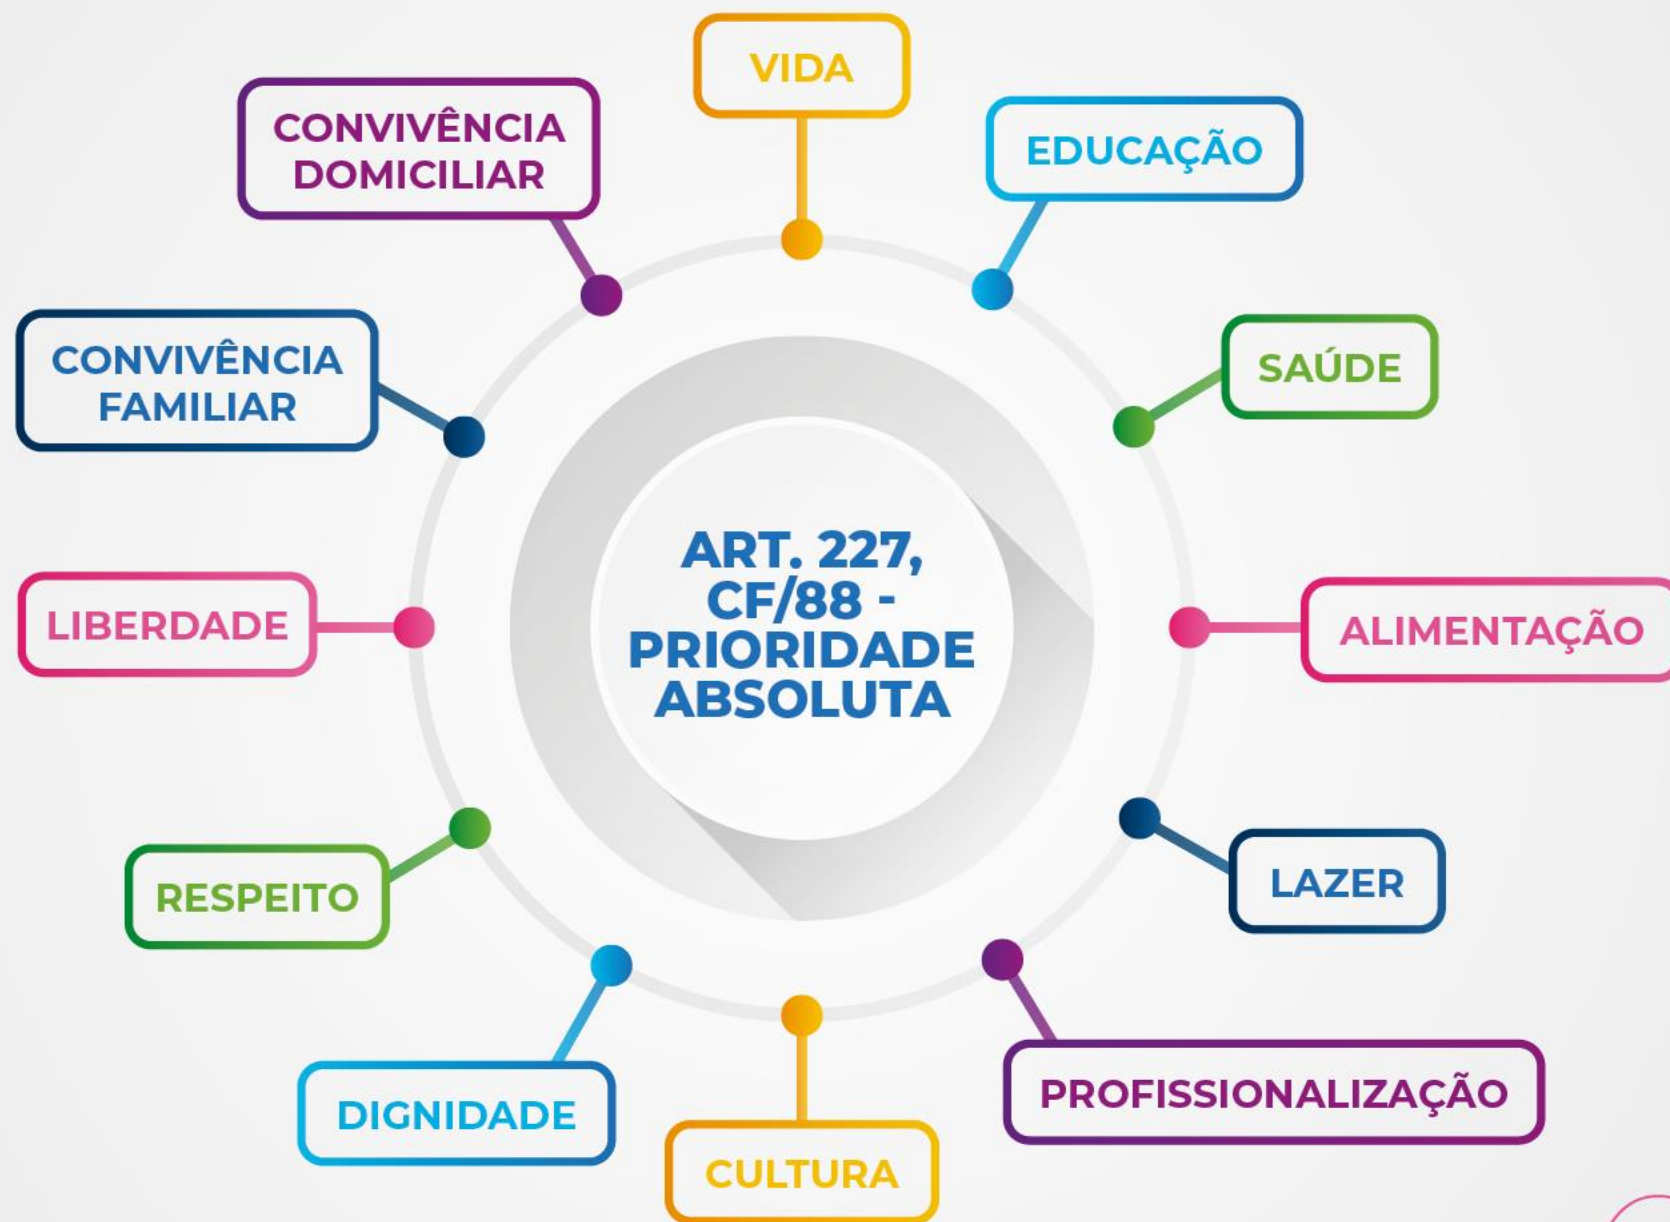 VIDA
EDUCAÇÃO
SAÚDE
ALIMENTAÇÃO
LAZER
PROFISSIONALIZAÇÃO
CULTURA
DIGNIDADE
RESPEITO
LIBERDADE
CONVIVÊNCIA
FAMILIAR
CONVIVÊNCIA
DOMICILIAR
ART. 227,
CF/88 -
PRIORIDADE
ABSOLUTA